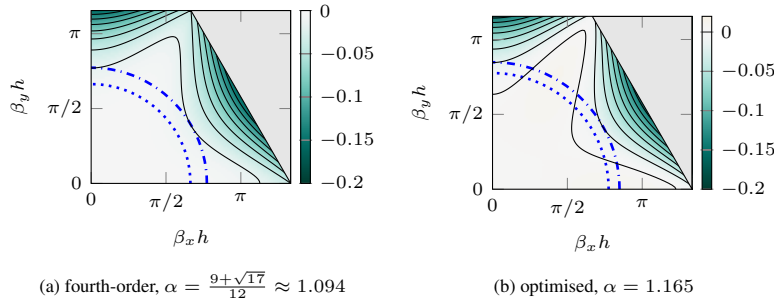 0
π
−0.05
−0.1
π/2
−0.15
0
−0.2
0
π/2
π
β_y h
β_x h
(a) fourth-order, α = (9+√17)/12 ≈ 1.094
0
π
−0.05
π/2
−0.1
−0.15
0
−0.2
0
π/2
π
β_y h
β_x h
(b) optimised, α = 1.165